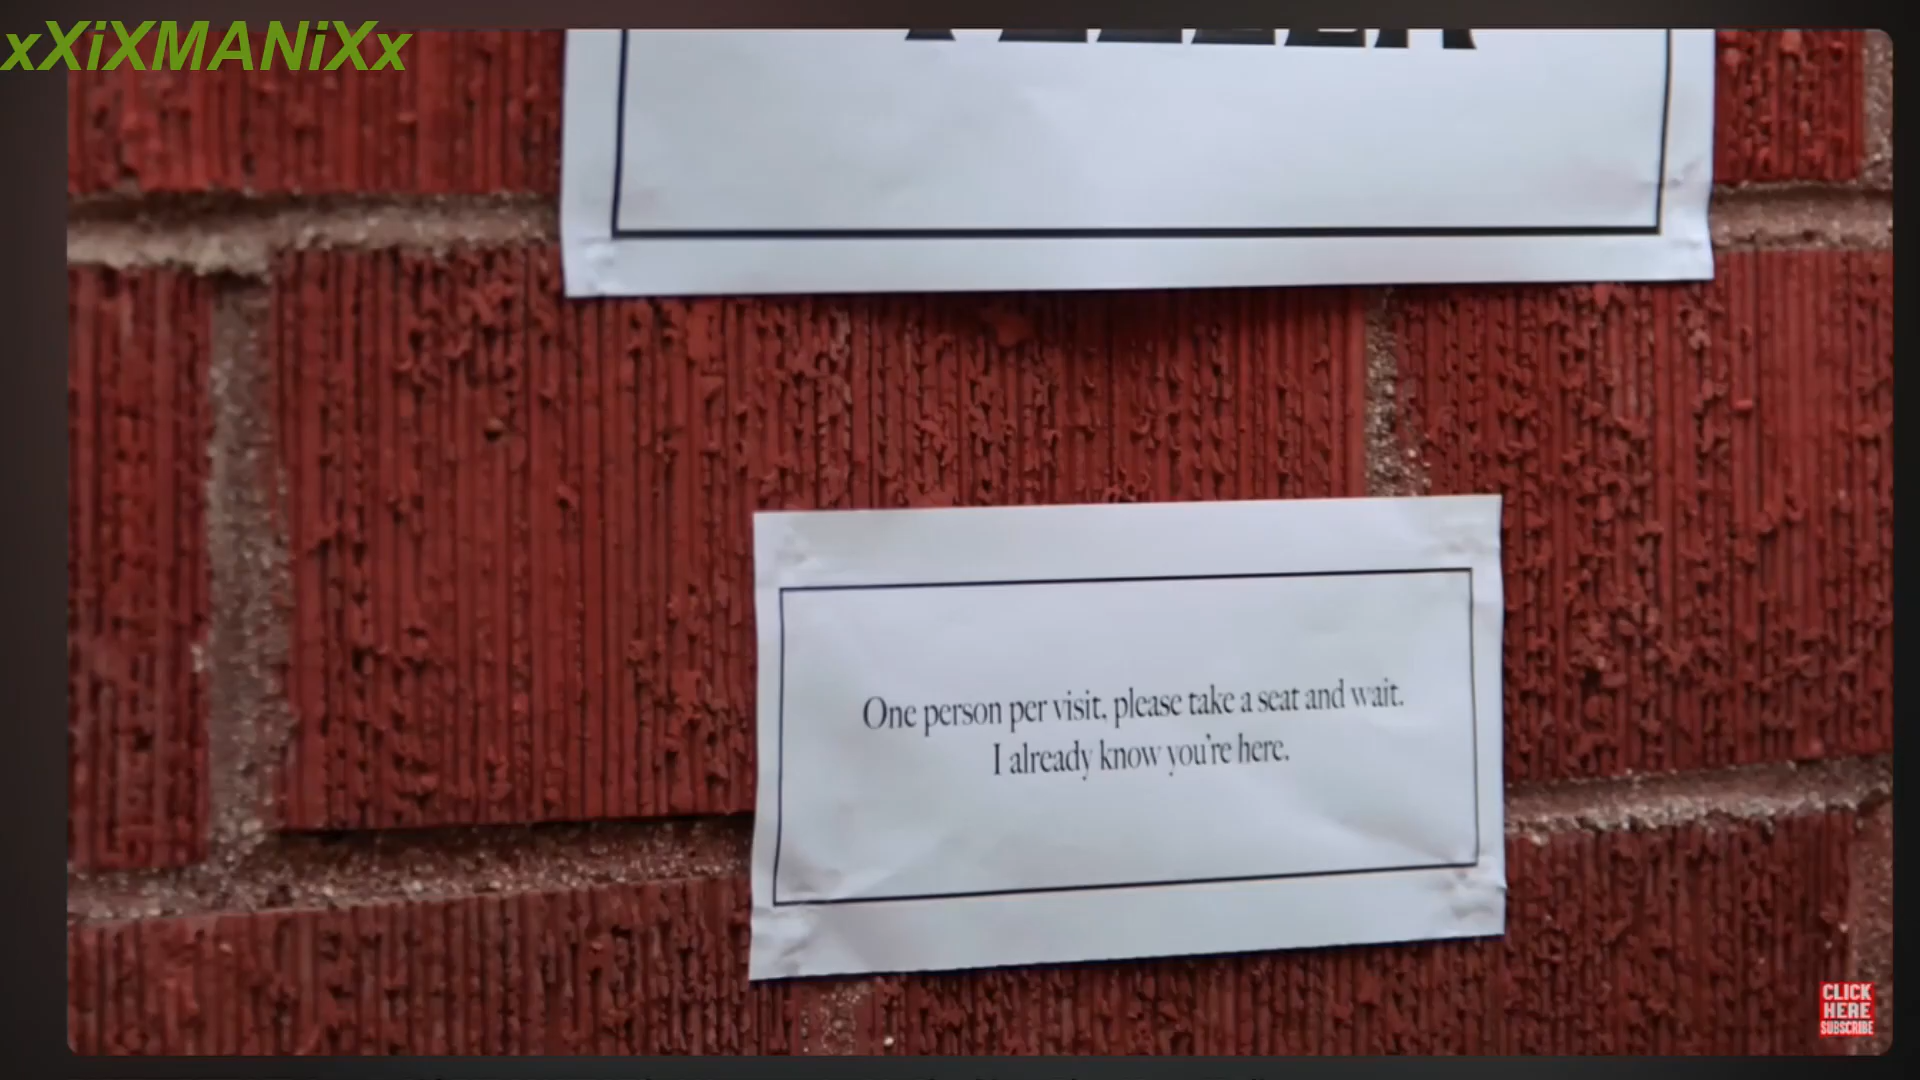 xXiXMANiXx
One person per visit, please take a seat and wait.
I already know you're here.
CLICK
HERE
SUBSCRIBE